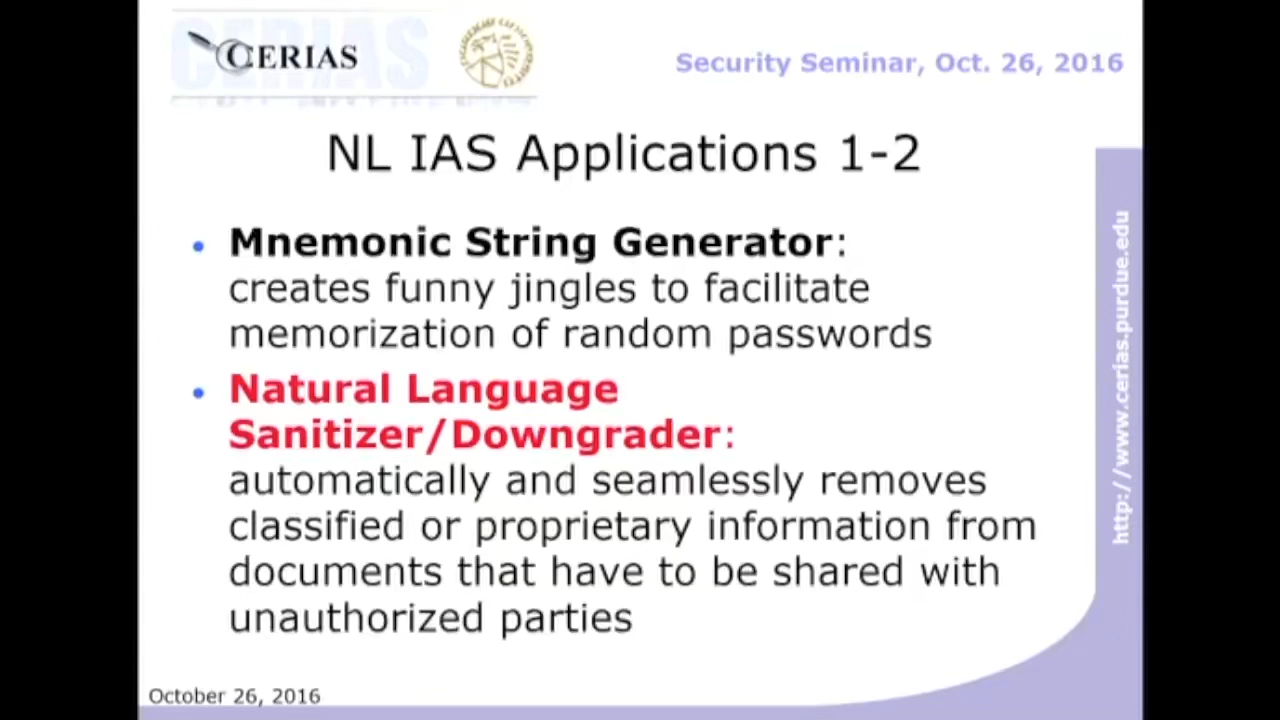 CERIAS
Security Seminar, Oct. 26, 2016
NL IAS Applications 1-2
• Mnemonic String Generator:
creates funny jingles to facilitate
memorization of random passwords
• Natural Language
Sanitizer/Downgrader:
automatically and seamlessly removes
classified or proprietary information from
documents that have to be shared with
unauthorized parties
http://www.cerias.purdue.edu
October 26, 2016